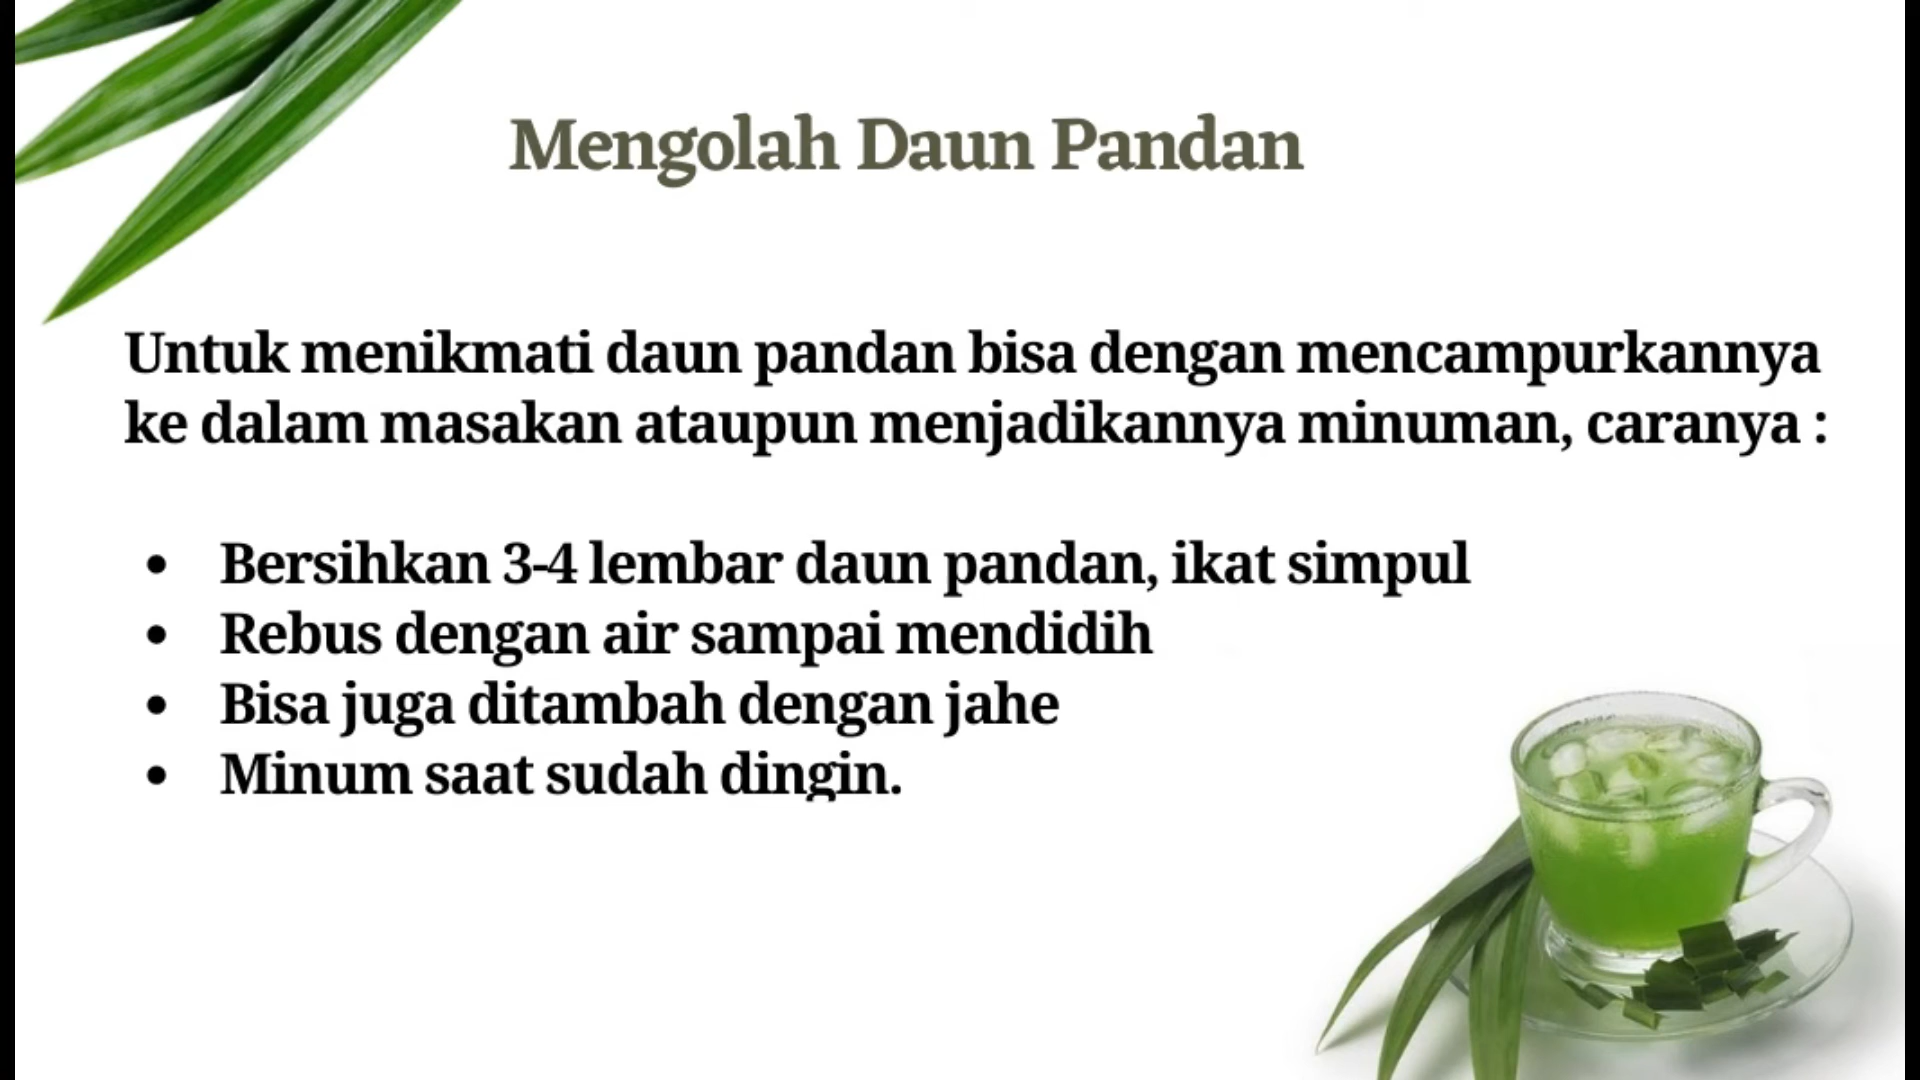 Mengolah Daun Pandan
Untuk menikmati daun pandan bisa dengan mencampurkannya
ke dalam masakan ataupun menjadikannya minuman, caranya :
• Bersihkan 3-4 lembar daun pandan, ikat simpul
• Rebus dengan air sampai mendidih
• Bisa juga ditambah dengan jahe
• Minum saat sudah dingin.